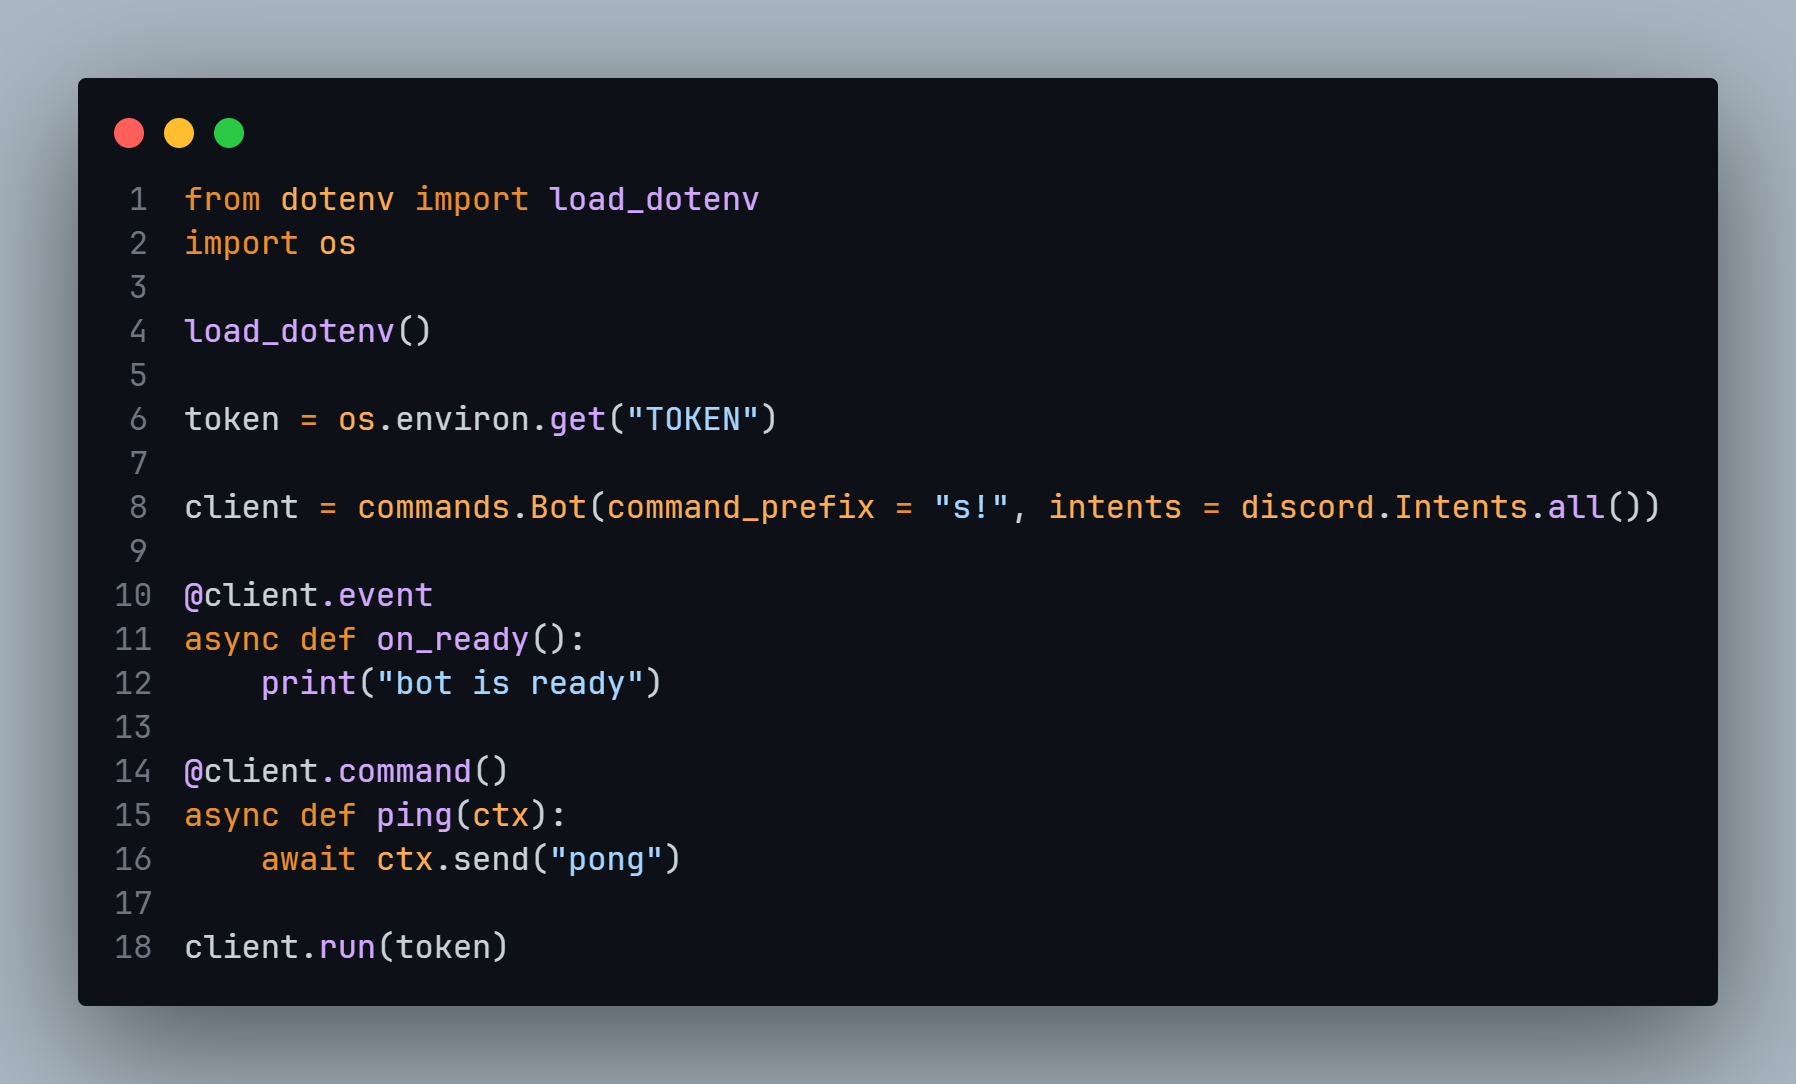 1 from dotenv import load_dotenv
2 import os
3
4 load_dotenv()
5
6 token = os.environ.get("TOKEN")
7
8 client = commands.Bot(command_prefix = "s!", intents = discord.Intents.all())
9
10 @client.event
11 async def on_ready():
12     print("bot is ready")
13
14 @client.command()
15 async def ping(ctx):
16     await ctx.send("pong")
17
18 client.run(token)